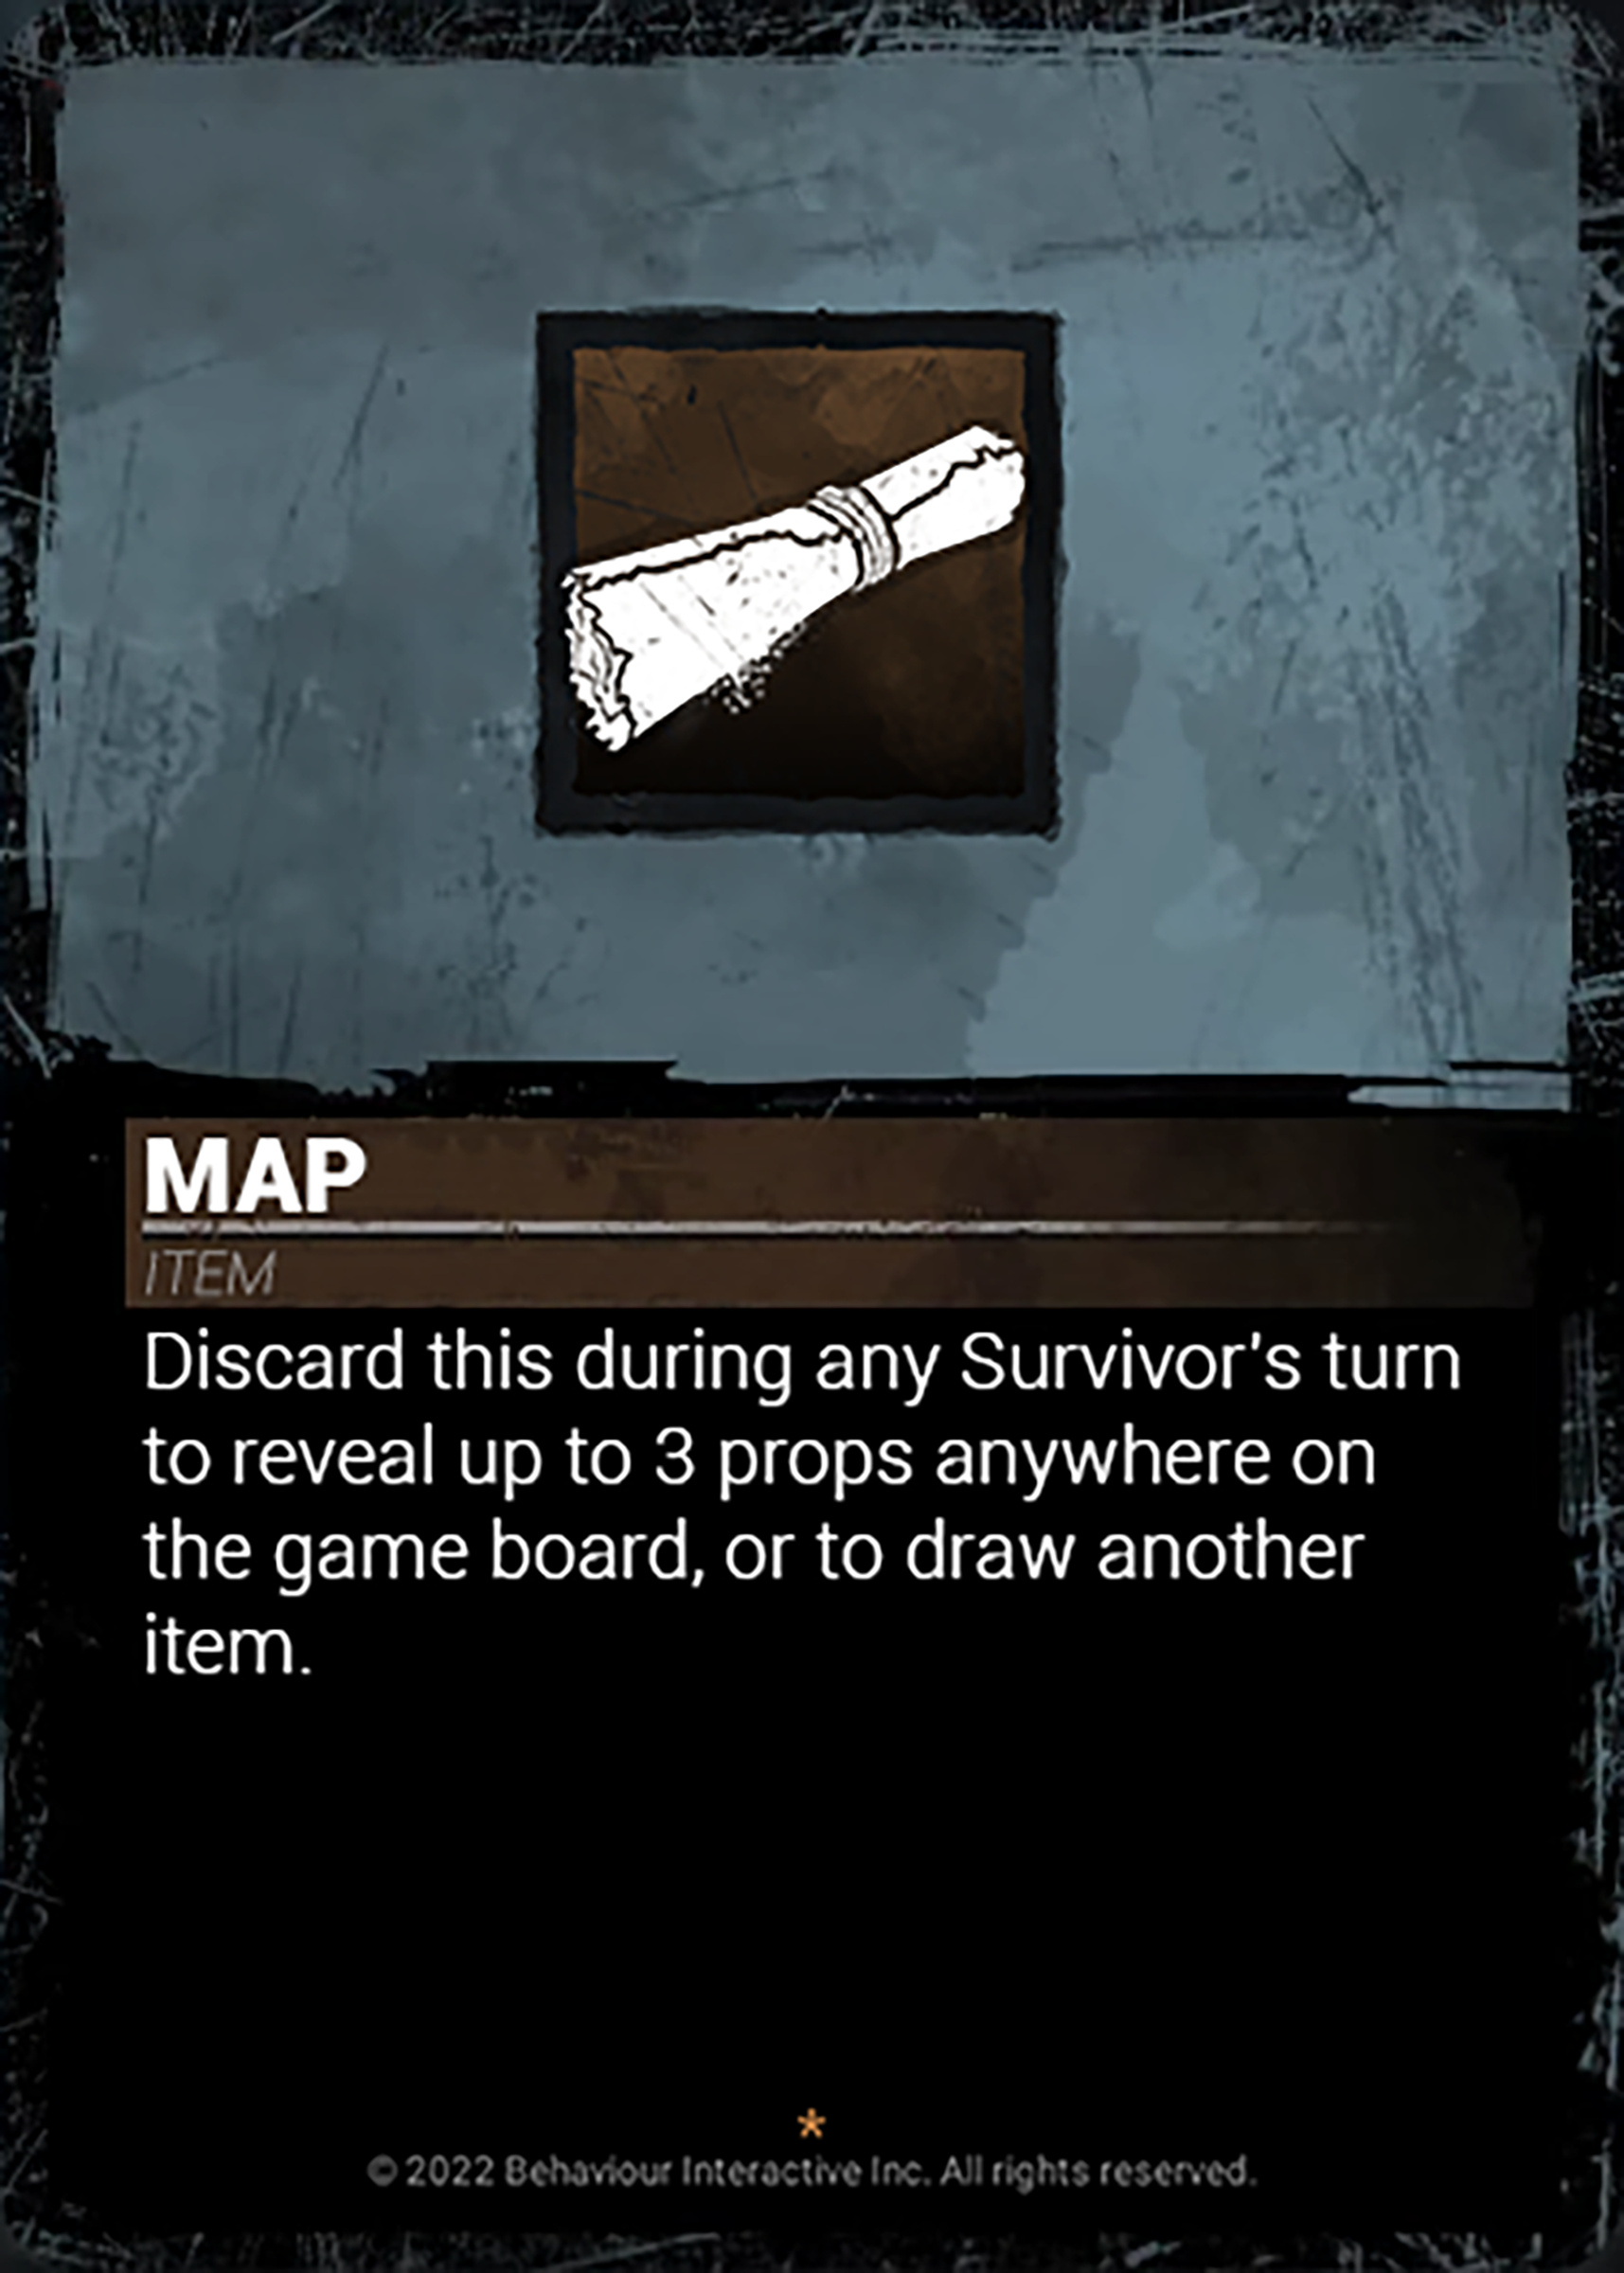 MAP
ITEM
Discard this during any Survivor's turn
to reveal up to 3 props anywhere on
the game board, or to draw another
item.
*
© 2022 Behaviour Interactive Inc. All rights reserved.